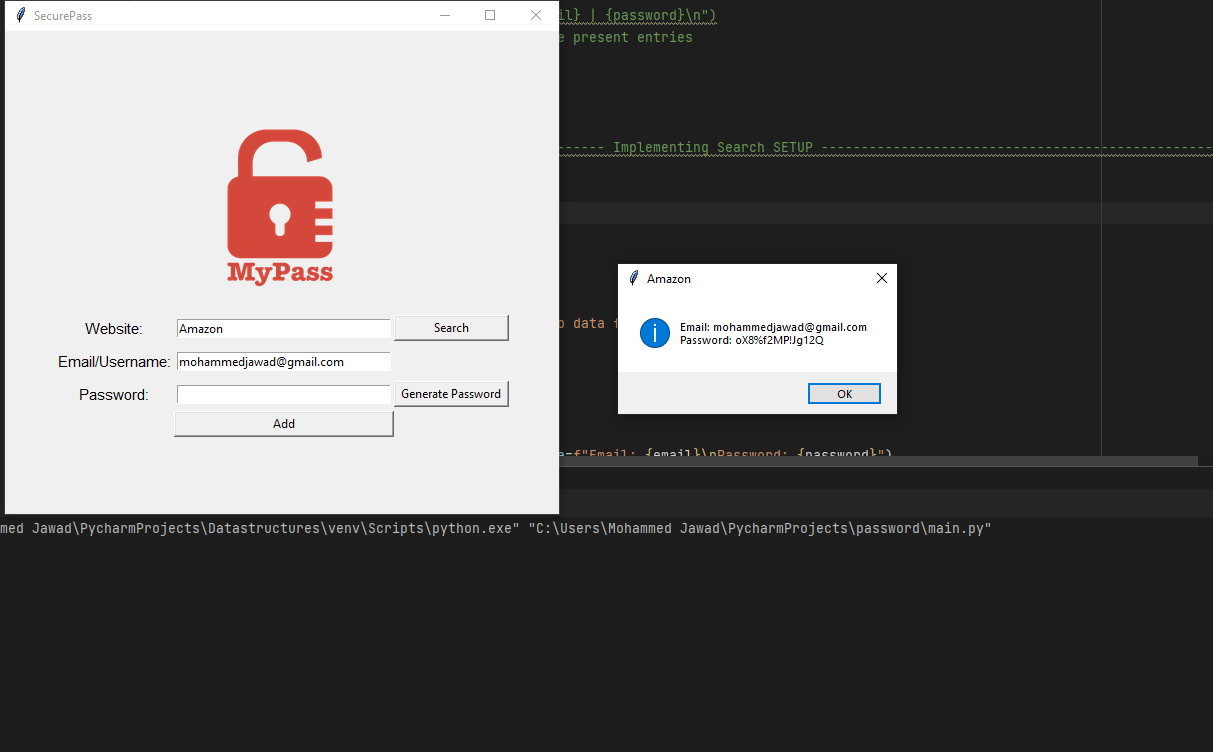 SecurePass
il} | {password}\n")
e present entries
------ Implementing Search SETUP ------------------------------------------------
MyPass
Amazon
Website:
Amazon
Search
Email: mohammedjawad@gmail.com
Password: oX8%f2MP!Jg12Q
data
Email/Username:
mohammedjawad@gmail.com
Password:
Generate Password
OK
Add
e=f"Email: {email}\nPassword: {password}")
med Jawad\PycharmProjects\Datastructures\venv\Scripts\python.exe" "C:\Users\Mohammed Jawad\PycharmProjects\password\main.py"